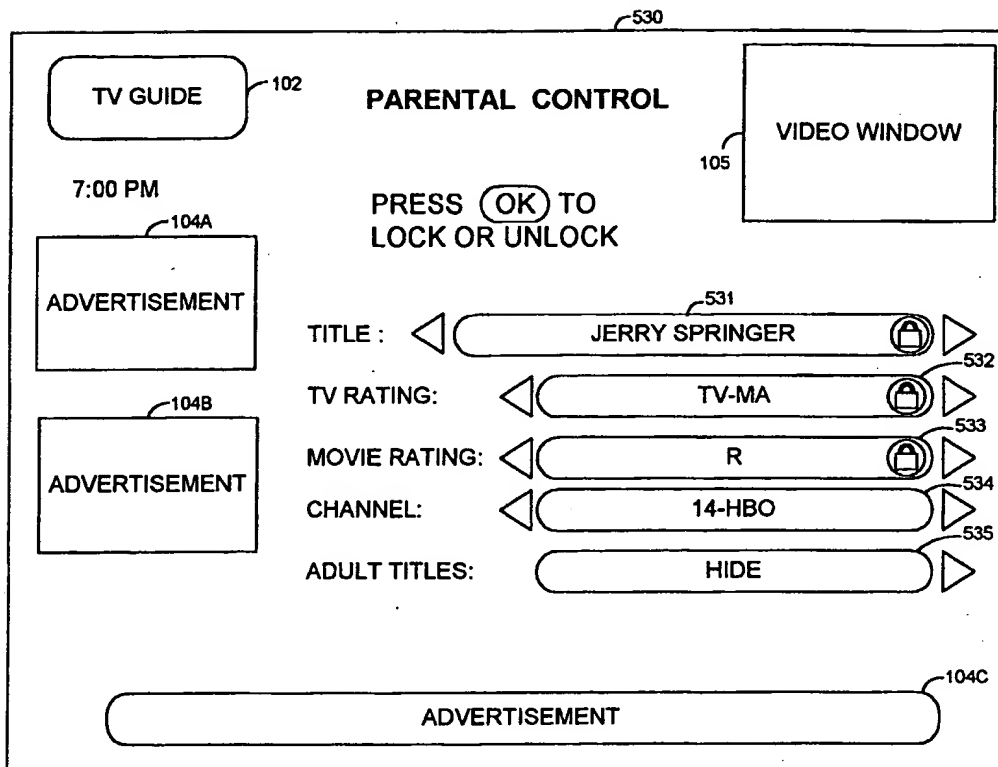 530
TV GUIDE
102
PARENTAL CONTROL
VIDEO WINDOW
105
7:00 PM
PRESS OK TO
LOCK OR UNLOCK
104A
ADVERTISEMENT
531
TITLE : JERRY SPRINGER
532
TV RATING: TV-MA
104B
ADVERTISEMENT
533
MOVIE RATING: R
534
CHANNEL: 14-HBO
535
ADULT TITLES: HIDE
104C
ADVERTISEMENT